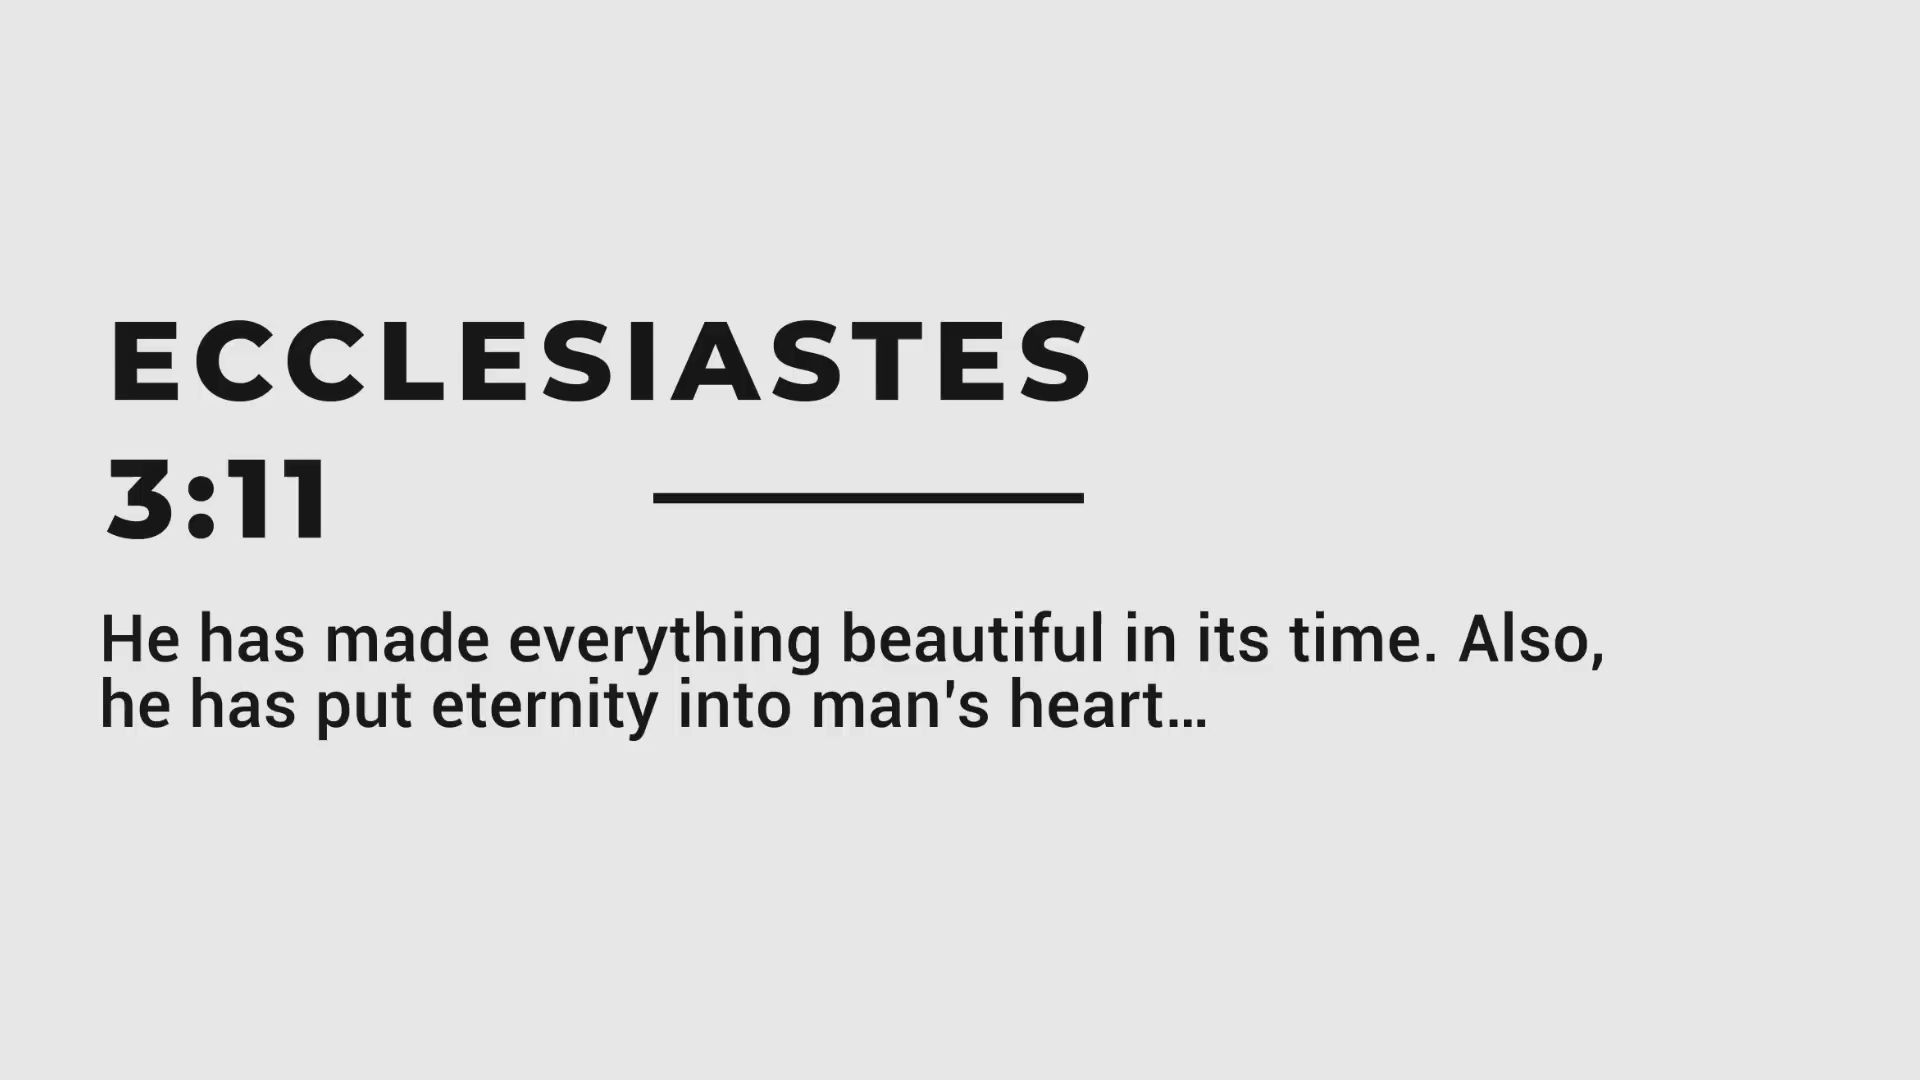 ECCLESIASTES
3:11
He has made everything beautiful in its time. Also,
he has put eternity into man's heart…